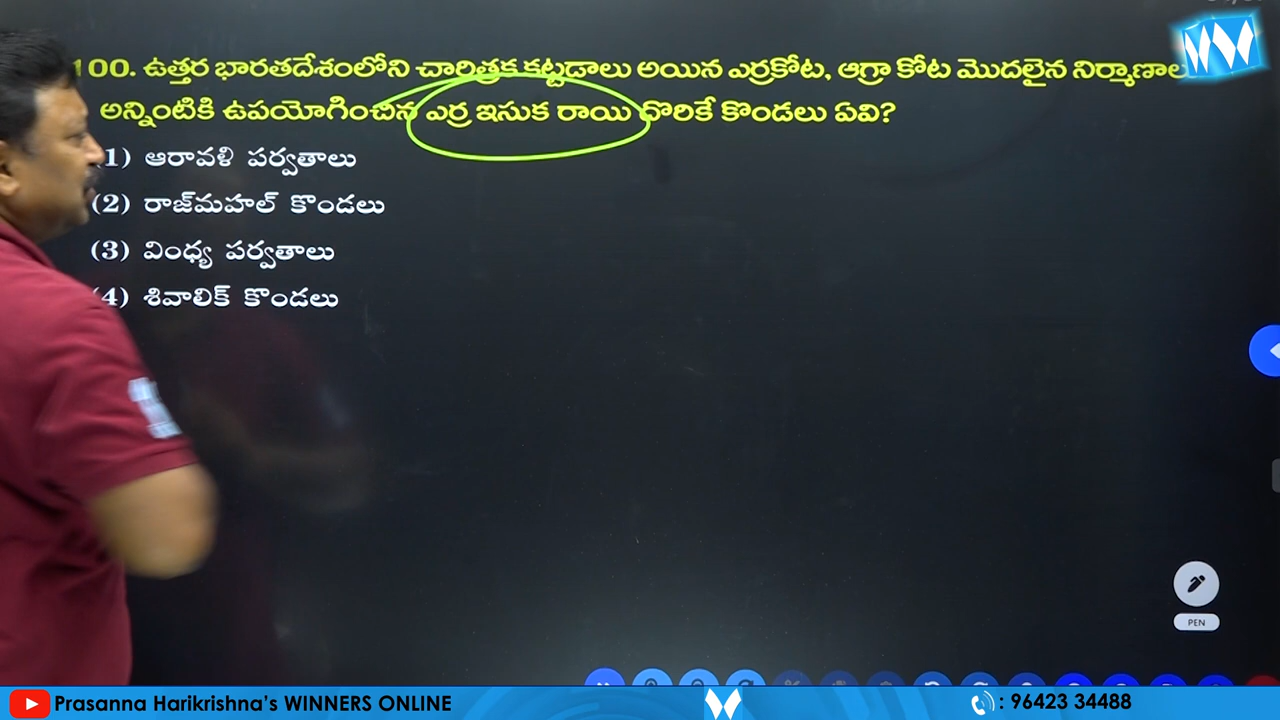 100. ఉత్తర భారతదేశంలోని చారిత్రక కట్టడాలు అయిన ఎర్రకోట, ఆగ్రా కోట మొదలైన నిర్మాణాలు
అన్నింటికి ఉపయోగించిన ఎర్ర ఇసుక రాయి దొరికే కొండలు ఏవి?
(1) ఆరావళి పర్వతాలు
(2) రాజ్‌మహల్ కొండలు
(3) వింధ్య పర్వతాలు
(4) శివాలిక్ కొండలు
PEN
Prasanna Harikrishna's WINNERS ONLINE
: 96423 34488